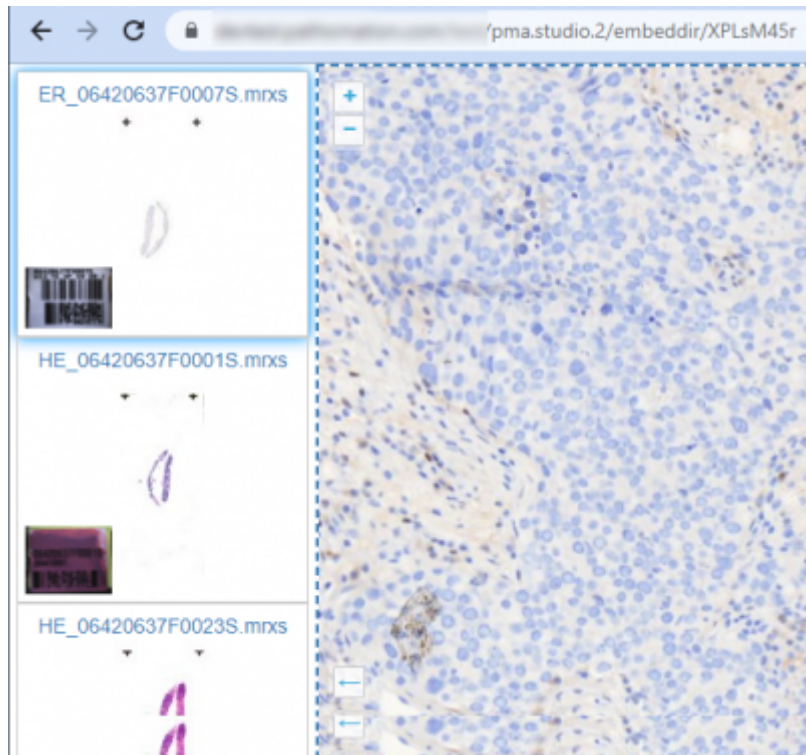 /pma.studio.2/embeddir/XPLsM45r
ER_06420637F0007S.mrxs
HE_06420637F0001S.mrxs
HE_06420637F0023S.mrxs